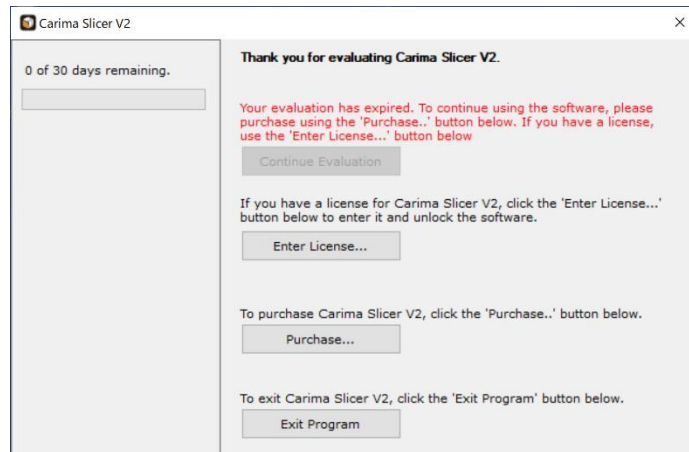 Carima Slicer V2
0 of 30 days remaining.
Thank you for evaluating Carima Slicer V2.
Your evaluation has expired. To continue using the software, please
purchase using the 'Purchase..' button below. If you have a license,
use the 'Enter License...' button below
Continue Evaluation
If you have a license for Carima Slicer V2, click the 'Enter License...'
button below to enter it and unlock the software.
Enter License...
To purchase Carima Slicer V2, click the 'Purchase..' button below.
Purchase...
To exit Carima Slicer V2, click the 'Exit Program' button below.
Exit Program